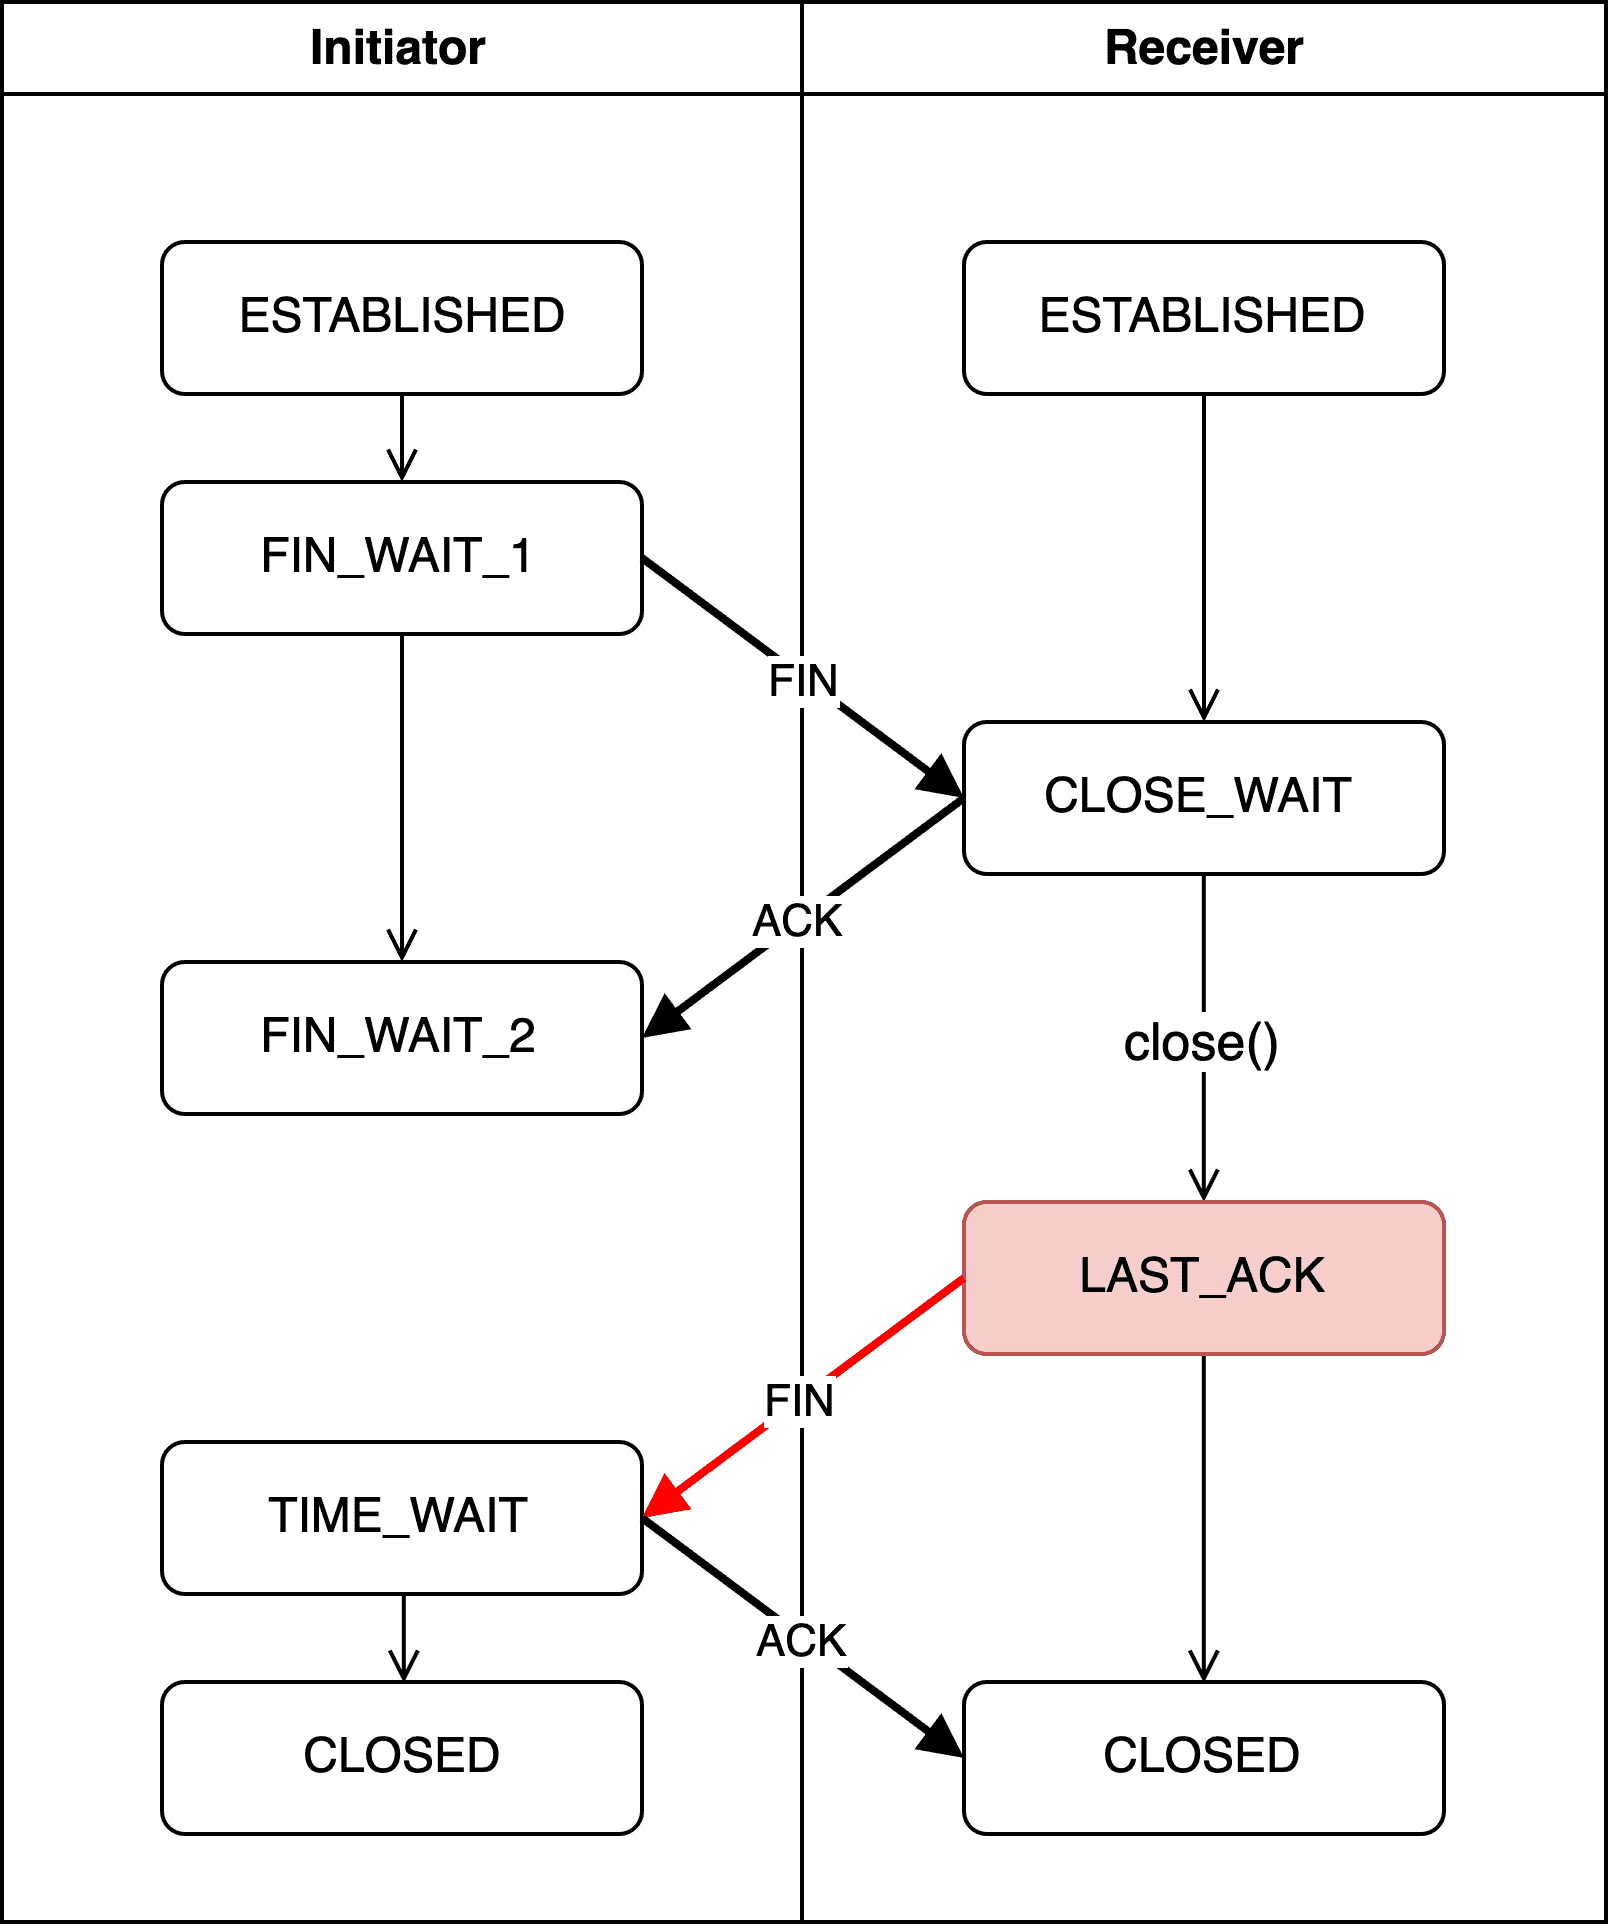 Initiator
Receiver
ESTABLISHED
ESTABLISHED
FIN_WAIT_1
FIN
CLOSE_WAIT
ACK
FIN_WAIT_2
close()
LAST_ACK
FIN
TIME_WAIT
ACK
CLOSED
CLOSED